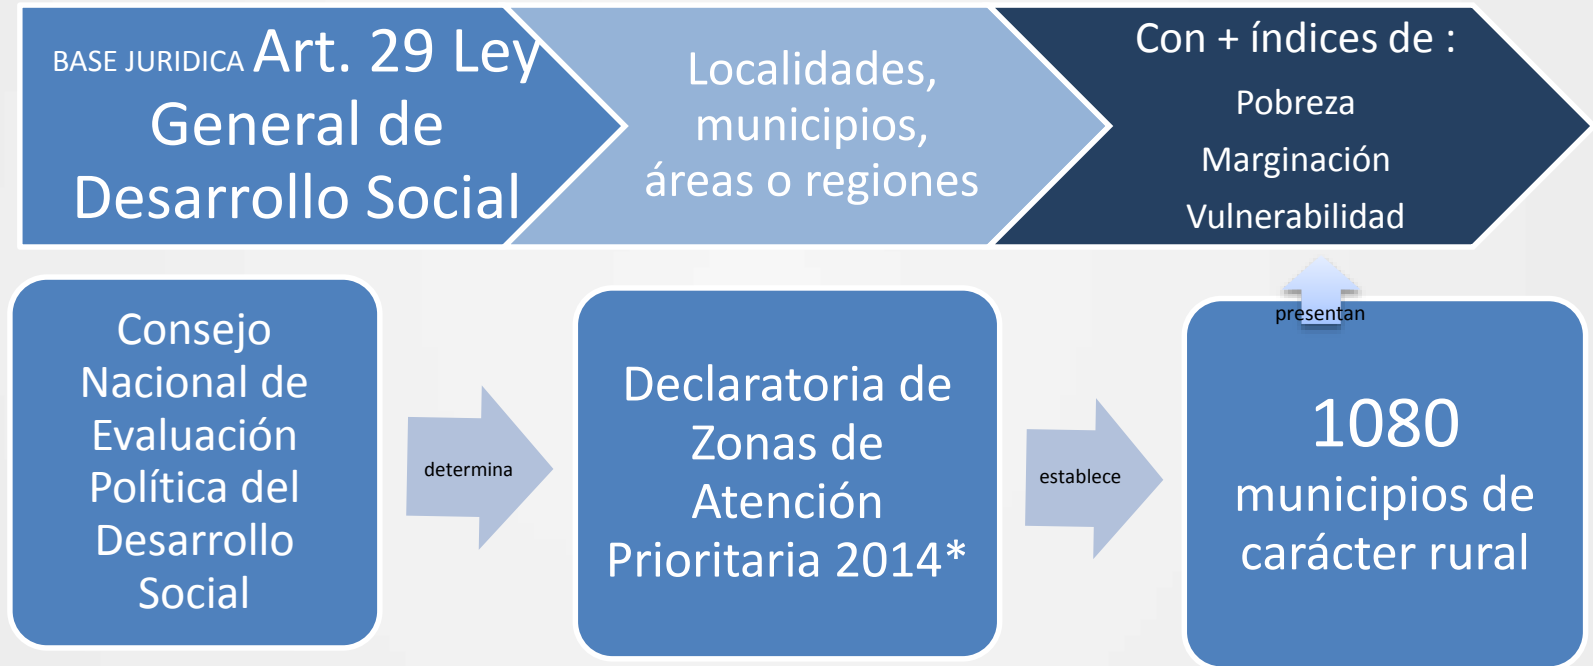 BASE JURIDICA Art. 29 Ley
General de
Desarrollo Social
Localidades,
municipios,
áreas o regiones
Con + índices de :
Pobreza
Marginación
Vulnerabilidad
Consejo
Nacional de
Evaluación
Política del
Desarrollo
Social
determina
Declaratoria de
Zonas de
Atención
Prioritaria 2014*
establece
1080
municipios de
carácter rural
presentan